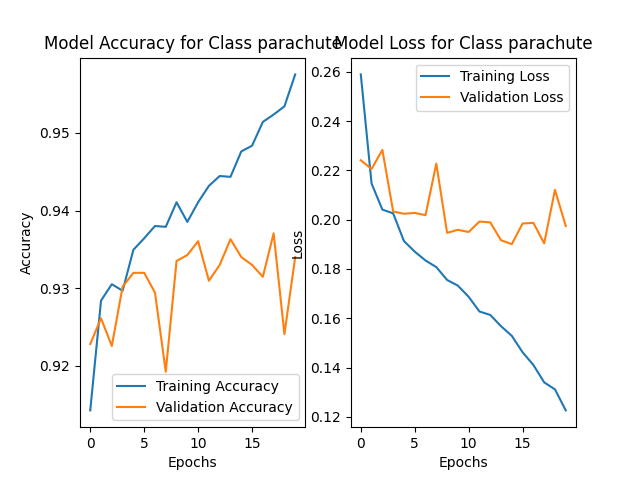 Model Accuracy for Class parachute
Model Loss for Class parachute
0.95
0.94
0.93
0.92
Accuracy
Training Accuracy
Validation Accuracy
0
5
10
15
Epochs
0.26
0.24
0.22
0.20
0.18
0.16
0.14
0.12
Loss
Training Loss
Validation Loss
0
5
10
15
Epochs